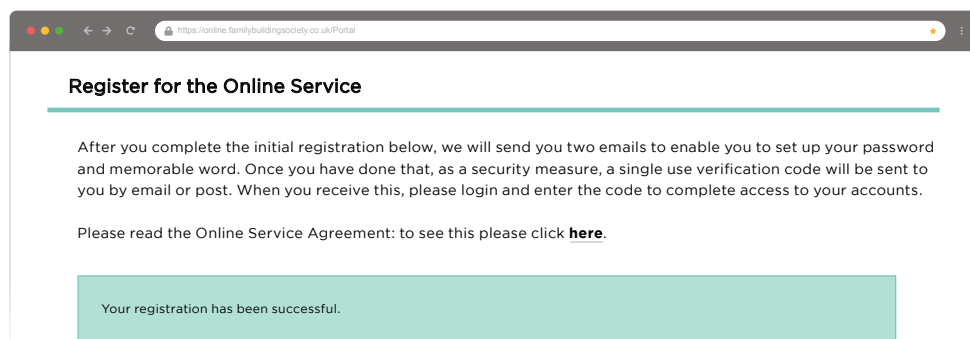 https://online.familybuildingsociety.co.uk/Portal
Register for the Online Service
After you complete the initial registration below, we will send you two emails to enable you to set up your password
and memorable word. Once you have done that, as a security measure, a single use verification code will be sent to
you by email or post. When you receive this, please login and enter the code to complete access to your accounts.
Please read the Online Service Agreement: to see this please click here.
Your registration has been successful.